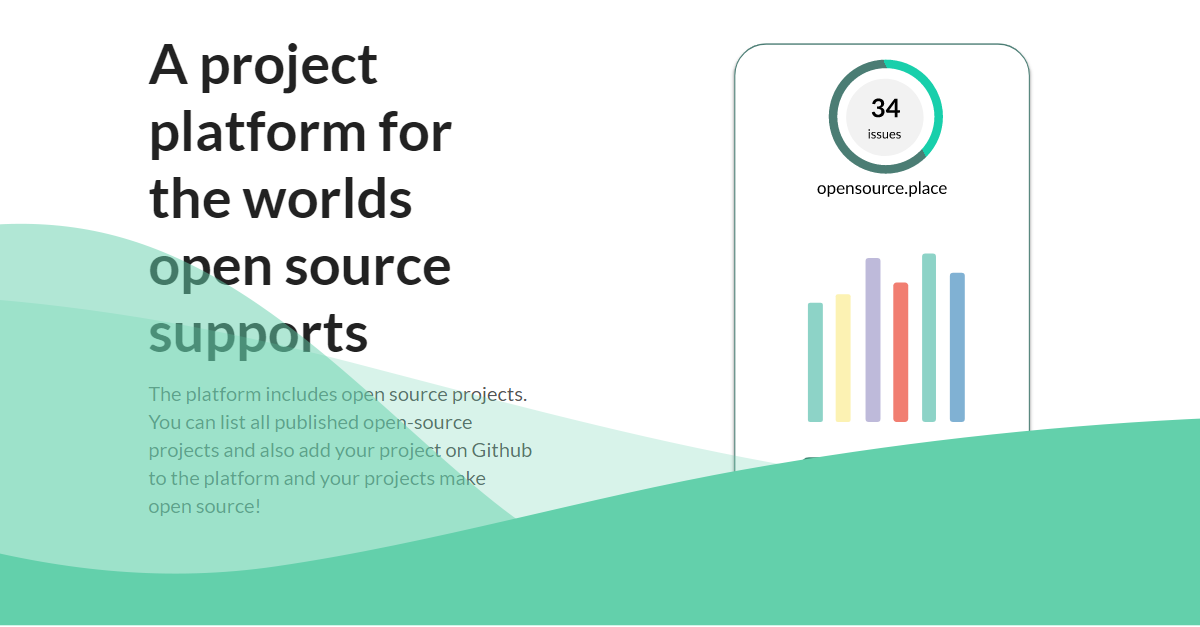 A project
platform for
the worlds
open source
supports
The platform includes open source projects.
You can list all published open-source
projects and also add your project on Github
to the platform and your projects make
open source!
34
issues
opensource.place